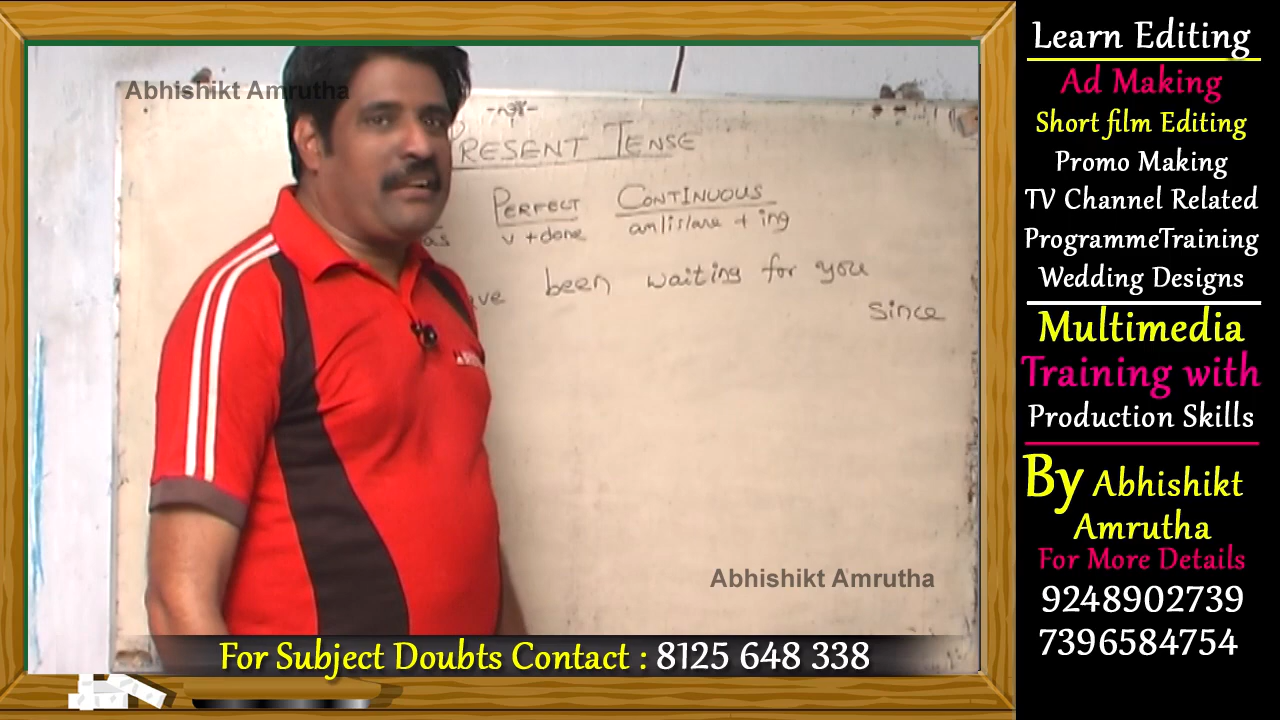 Abhishikt Amrutha
PRESENT TENSE
PERFECT CONTINUOUS
as v + done am/is/are + ing
ve been waiting for you
since
Abhishikt Amrutha
For Subject Doubts Contact : 8125 648 338
Learn Editing
Ad Making
Short film Editing
Promo Making
TV Channel Related
ProgrammeTraining
Wedding Designs
Multimedia
Training with
Production Skills
By Abhishikt
Amrutha
For More Details
9248902739
7396584754